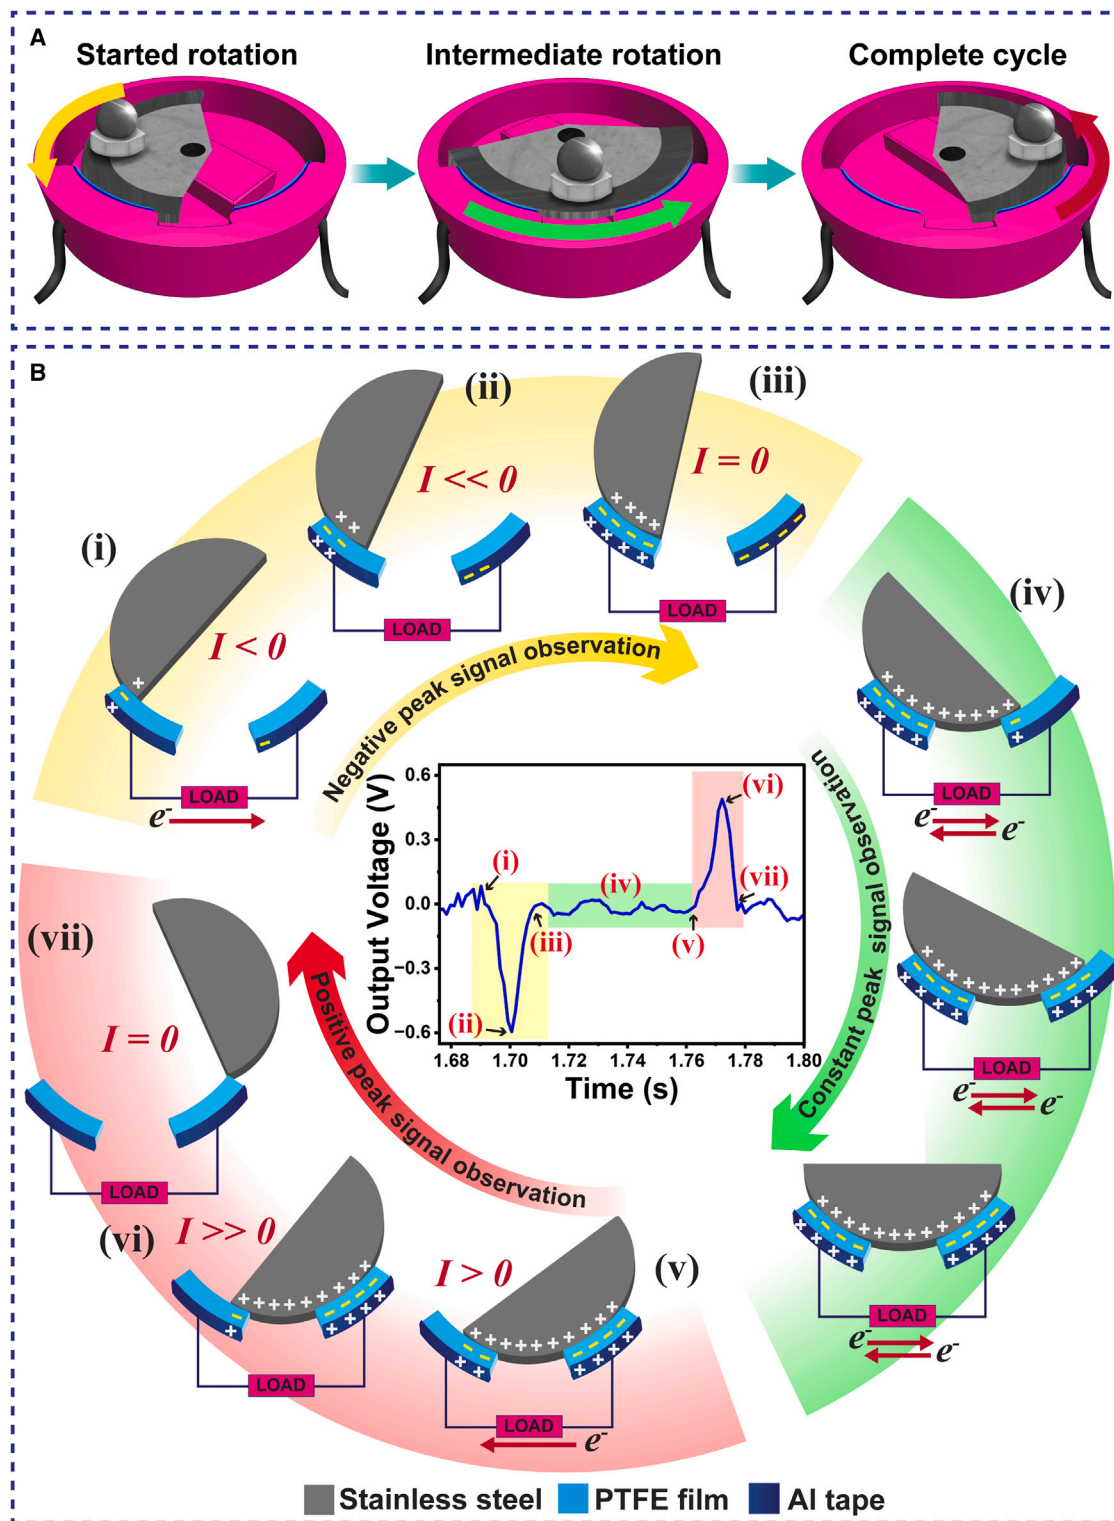 A
Started rotation
Intermediate rotation
Complete cycle
B
(i)
I < 0
LOAD
e-
(ii)
I << 0
LOAD
(iii)
I = 0
LOAD
Negative peak signal observation
(iv)
LOAD
e-
e-
LOAD
e-
e-
LOAD
e-
e-
Constant peak signal observation
Output Voltage (V)
0.6
0.3
0.0
−0.3
−0.6
1.68
1.70
1.72
1.74
1.76
1.78
1.80
Time (s)
(i)
(ii)
(iii)
(iv)
(v)
(vi)
(vii)
Positive peak signal observation
(v)
I > 0
LOAD
e-
(vi)
I >> 0
LOAD
(vii)
I = 0
LOAD
Stainless steel
PTFE film
Al tape